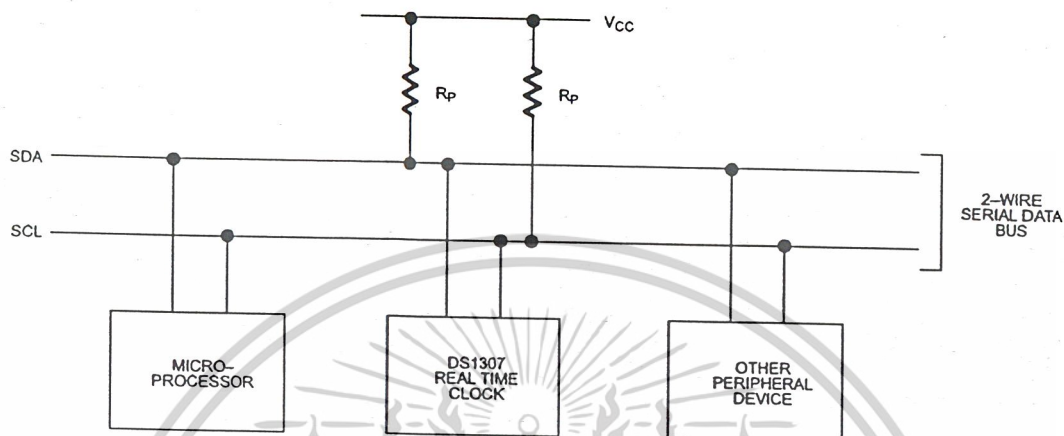 VCC
RP
RP
SDA
SCL
2–WIRE
SERIAL DATA
BUS
MICRO–
PROCESSOR
DS1307
REAL TIME
CLOCK
OTHER
PERIPHERAL
DEVICE